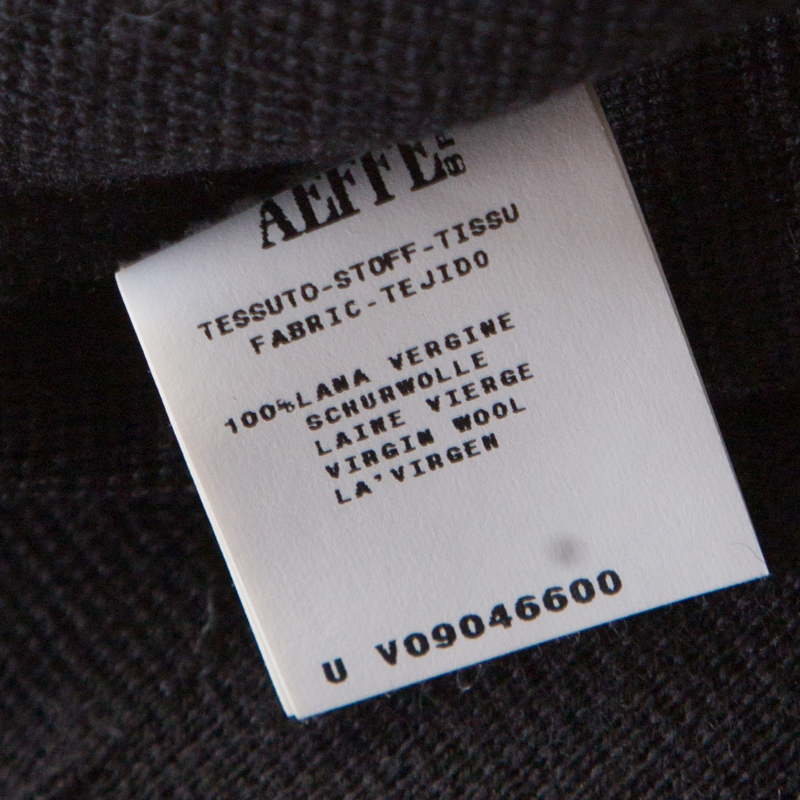 AEFFE
TESSUTO-STOFF-TISSU
FABRIC-TEJIDO
100%LANA VERGINE
SCHURWOLLE
LAINE VIERGE
VIRGIN WOOL
LA'VIRGEN
U V09046600